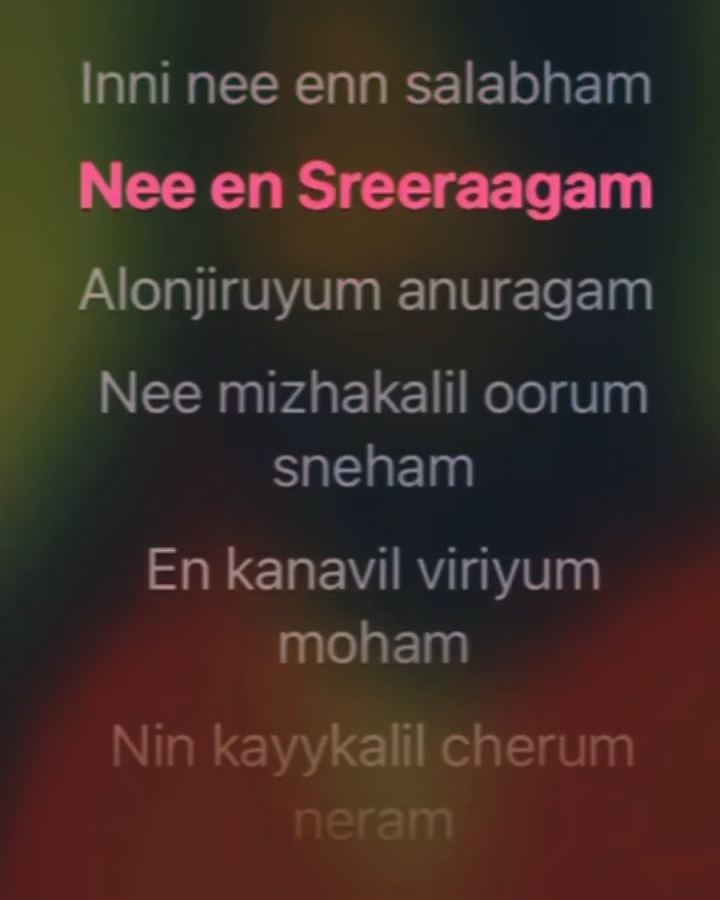 Inni nee enn salabham
Nee en Sreeraagam
Alonjiruyum anuragam
Nee mizhakalil oorum
sneham
En kanavil viriyum
moham
Nin kayykalil cherum
neram